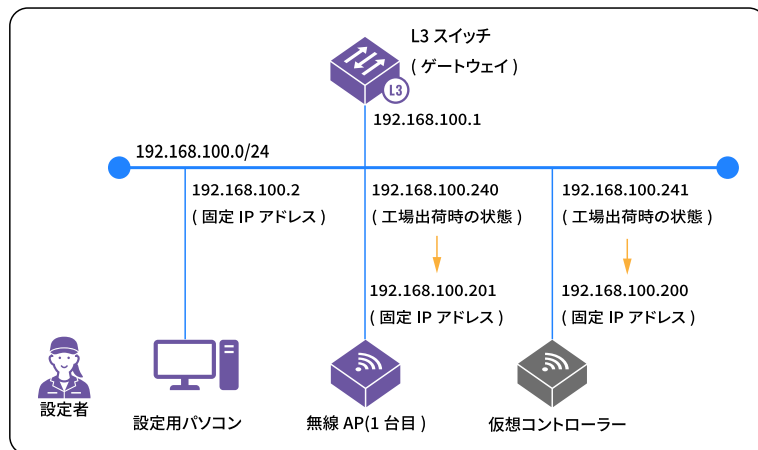 L3 スイッチ
( ゲートウェイ )
L3
192.168.100.1
192.168.100.0/24
192.168.100.2
( 固定 IP アドレス )
192.168.100.240
( 工場出荷時の状態 )
192.168.100.241
( 工場出荷時の状態 )
192.168.100.201
( 固定 IP アドレス )
192.168.100.200
( 固定 IP アドレス )
設定者
設定用パソコン
無線 AP(1 台目 )
仮想コントローラー